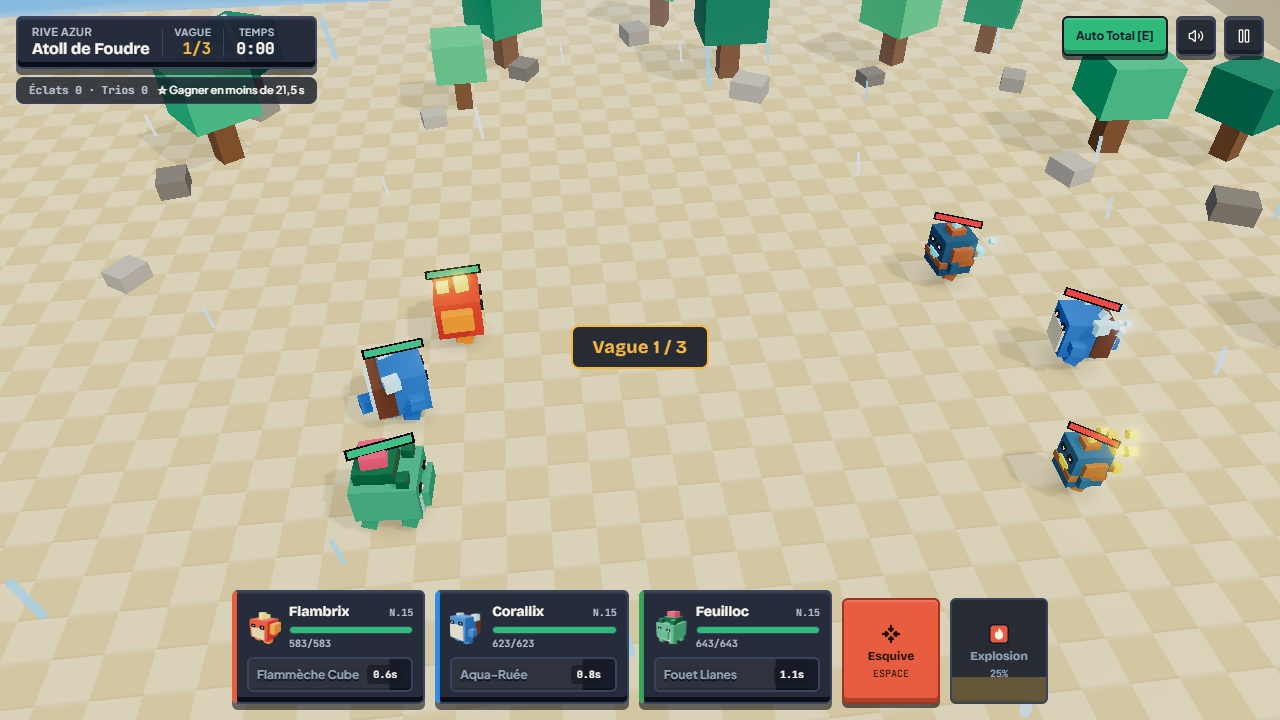 RIVE AZUR
Atoll de Foudre
VAGUE
1/3
TEMPS
0:00
Éclats 0 · Trios 0 ★ Gagner en moins de 21,5 s
Auto Total [E]
Vague 1 / 3
Flambrix N.15
583/583
Flammèche Cube 0.6s
Corallix N.15
623/623
Aqua-Ruée 0.8s
Feuilloc N.15
643/643
Fouet Lianes 1.1s
Esquive
ESPACE
Explosion
25%